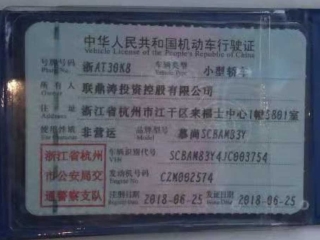 中华人民共和国机动车行驶证
Vehicle License of the People's Republic of China
号牌号码 浙AT30K8 车辆类型 小型轿车
所有人 联鼎涛投资控股有限公司
住址 浙江省杭州市江干区来福士中心1幢5801室
使用性质 非营运 品牌型号 慕尚SCBAM83Y
浙江省杭州 车辆识别代号 SCBAM83Y4JC003754
市公安局交 发动机号码 CZM002574
通警察支队 注册日期 2018-06-25 发证日期 2018-06-25